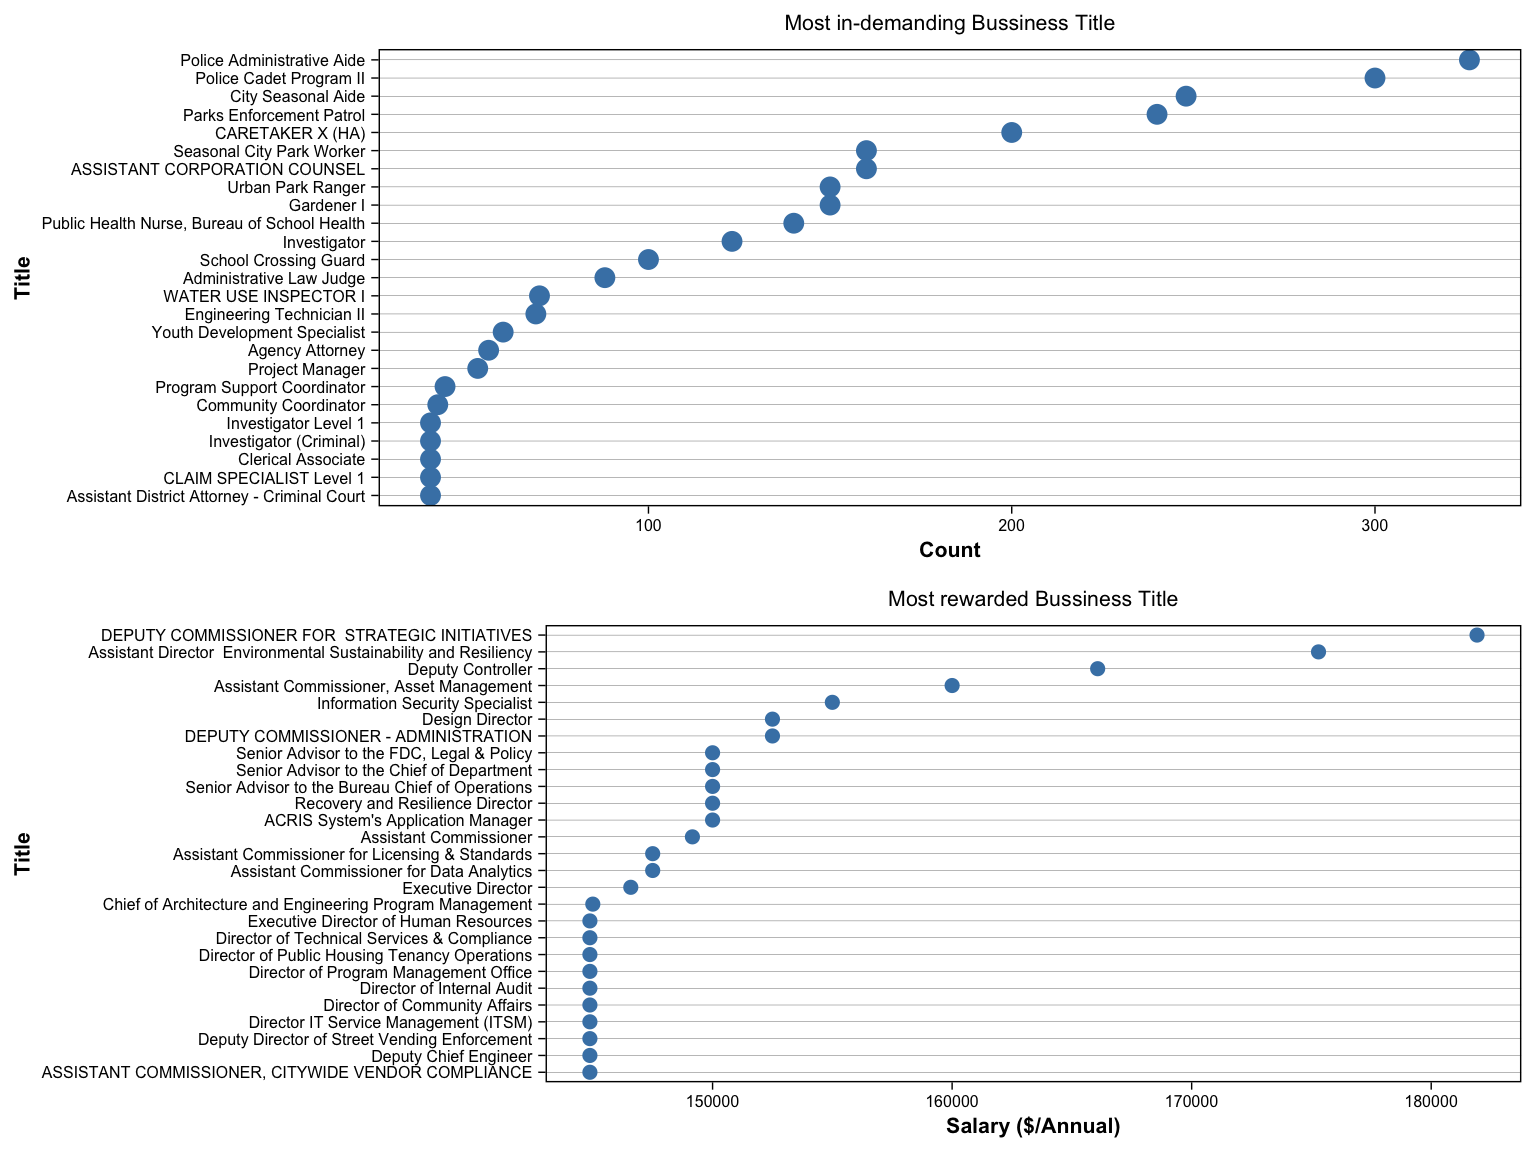 Most in-demanding Bussiness Title
Title
Police Administrative Aide
Police Cadet Program II
City Seasonal Aide
Parks Enforcement Patrol
CARETAKER X (HA)
Seasonal City Park Worker
ASSISTANT CORPORATION COUNSEL
Urban Park Ranger
Gardener I
Public Health Nurse, Bureau of School Health
Investigator
School Crossing Guard
Administrative Law Judge
WATER USE INSPECTOR I
Engineering Technician II
Youth Development Specialist
Agency Attorney
Project Manager
Program Support Coordinator
Community Coordinator
Investigator Level 1
Investigator (Criminal)
Clerical Associate
CLAIM SPECIALIST Level 1
Assistant District Attorney - Criminal Court
100 200 300
Count
Most rewarded Bussiness Title
Title
DEPUTY COMMISSIONER FOR  STRATEGIC INITIATIVES
Assistant Director  Environmental Sustainability and Resiliency
Deputy Controller
Assistant Commissioner, Asset Management
Information Security Specialist
Design Director
DEPUTY COMMISSIONER - ADMINISTRATION
Senior Advisor to the FDC, Legal & Policy
Senior Advisor to the Chief of Department
Senior Advisor to the Bureau Chief of Operations
Recovery and Resilience Director
ACRIS System's Application Manager
Assistant Commissioner
Assistant Commissioner for Licensing & Standards
Assistant Commissioner for Data Analytics
Executive Director
Chief of Architecture and Engineering Program Management
Executive Director of Human Resources
Director of Technical Services & Compliance
Director of Public Housing Tenancy Operations
Director of Program Management Office
Director of Internal Audit
Director of Community Affairs
Director IT Service Management (ITSM)
Deputy Director of Street Vending Enforcement
Deputy Chief Engineer
ASSISTANT COMMISSIONER, CITYWIDE VENDOR COMPLIANCE
150000 160000 170000 180000
Salary ($/Annual)